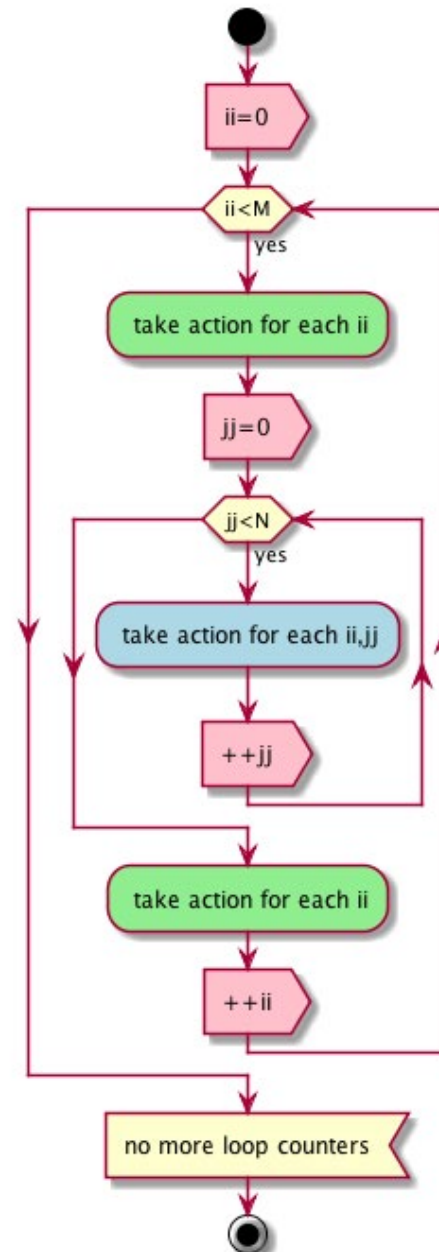 ii=0
ii<M
yes
take action for each ii
jj=0
jj<N
yes
take action for each ii,jj
++jj
take action for each ii
++ii
no more loop counters